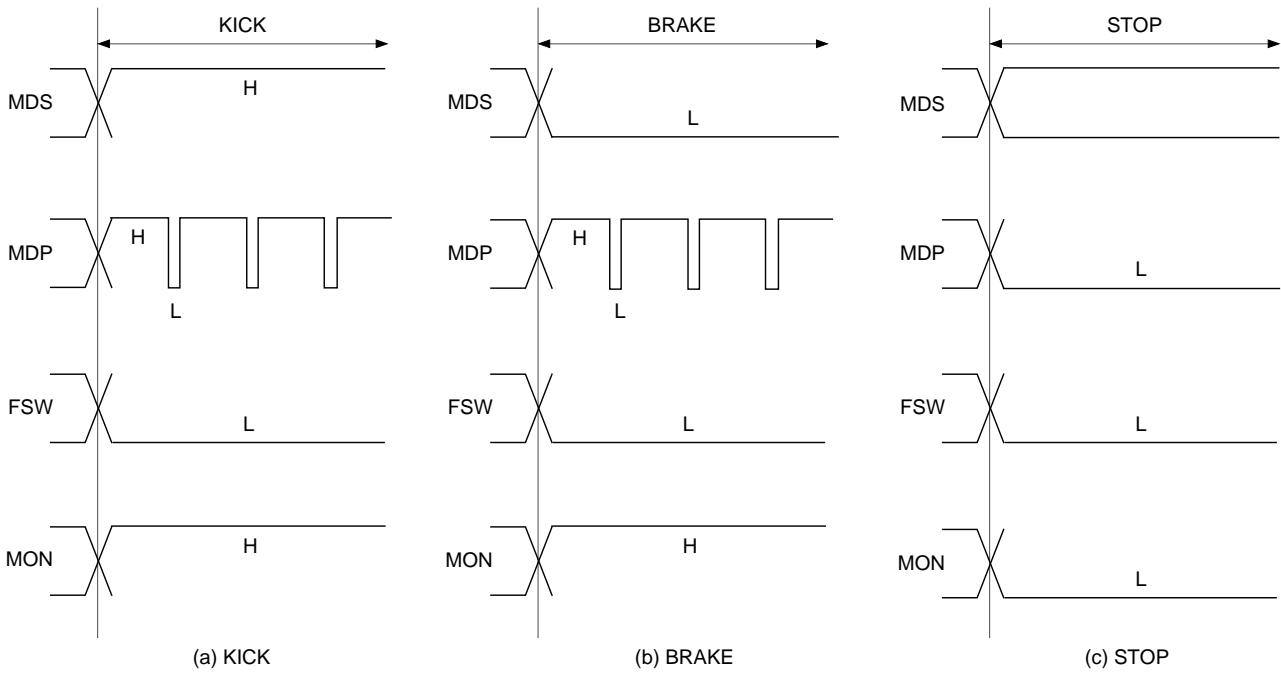 KICK
MDS
H
MDP
H
L
FSW
L
MON
H
(a) KICK
BRAKE
MDS
L
MDP
H
L
FSW
L
MON
H
(b) BRAKE
STOP
MDS
MDP
L
FSW
L
MON
L
(c) STOP